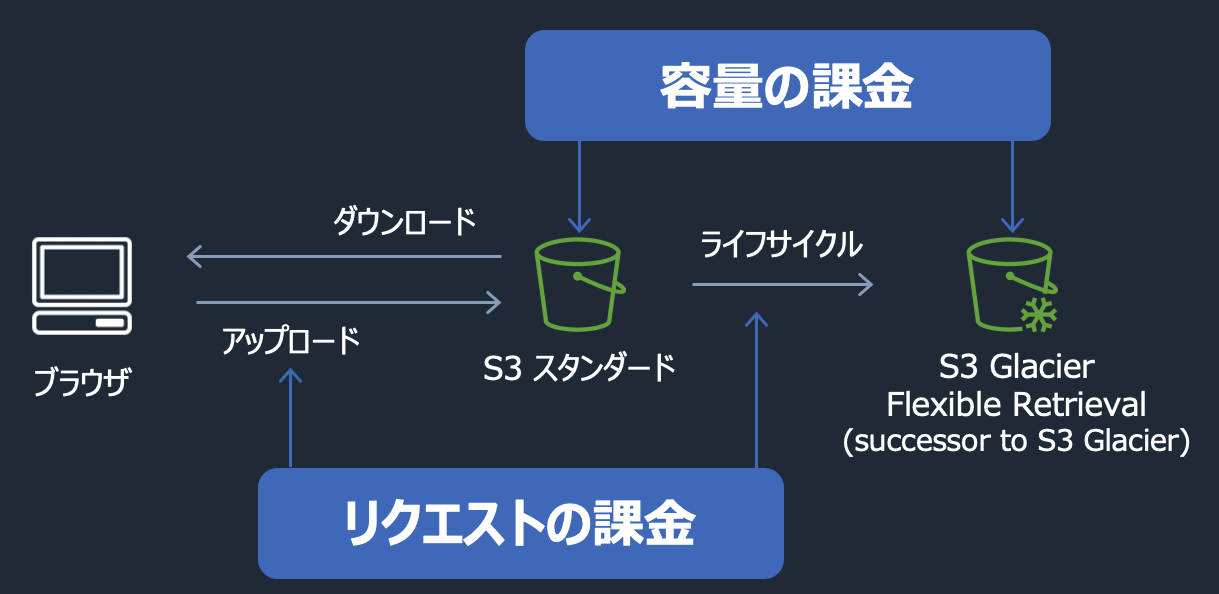 容量の課金
ダウンロード
ライフサイクル
アップロード
ブラウザ
S3 スタンダード
S3 Glacier
Flexible Retrieval
(successor to S3 Glacier)
リクエストの課金